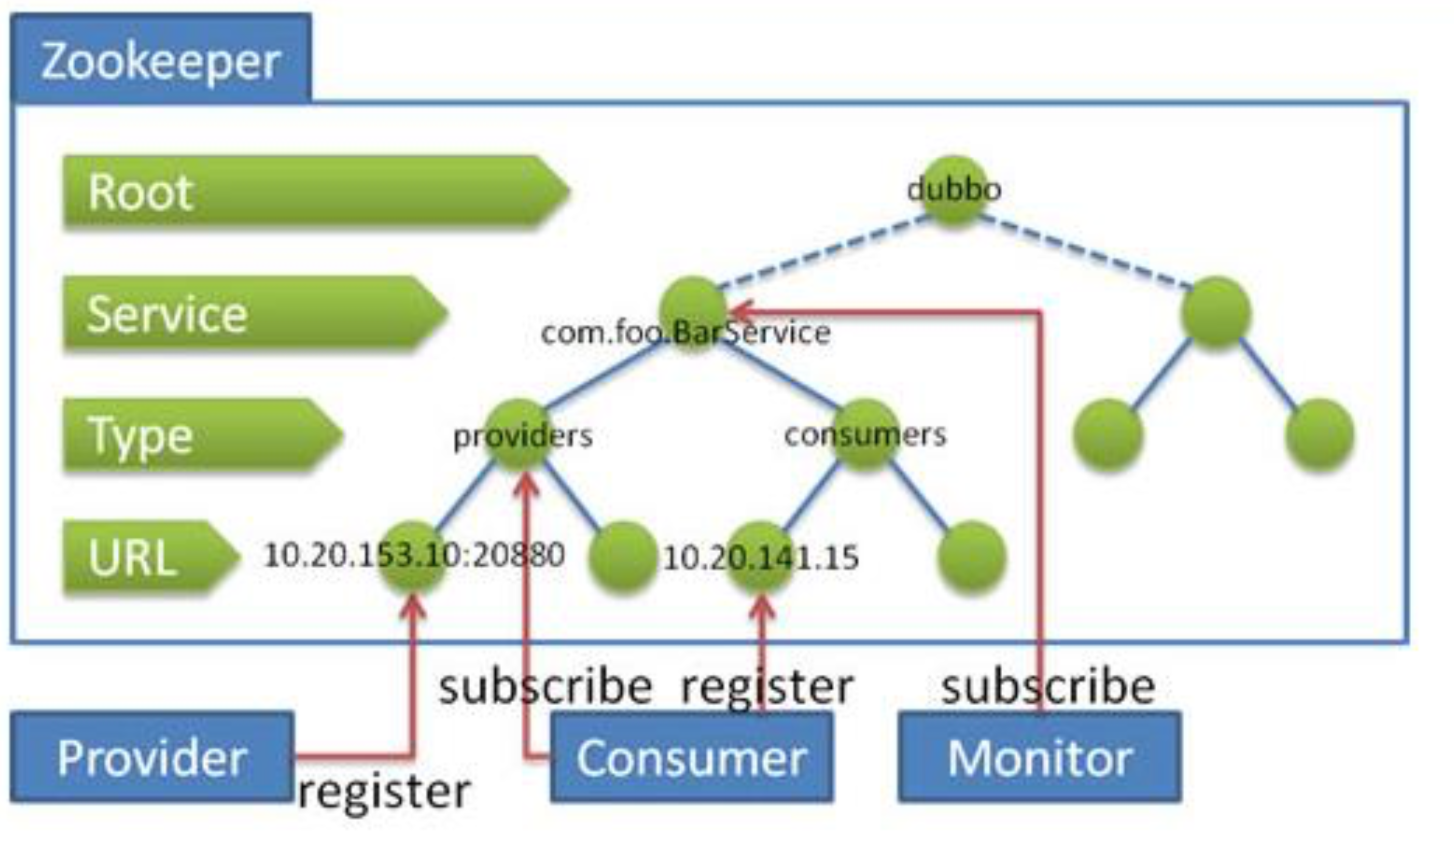 Zookeeper
Root
dubbo
Service
com.foo.BarService
Type
providers
consumers
URL
10.20.153.10:20880
10.20.141.15
subscribe
register
subscribe
Provider
Consumer
Monitor
register